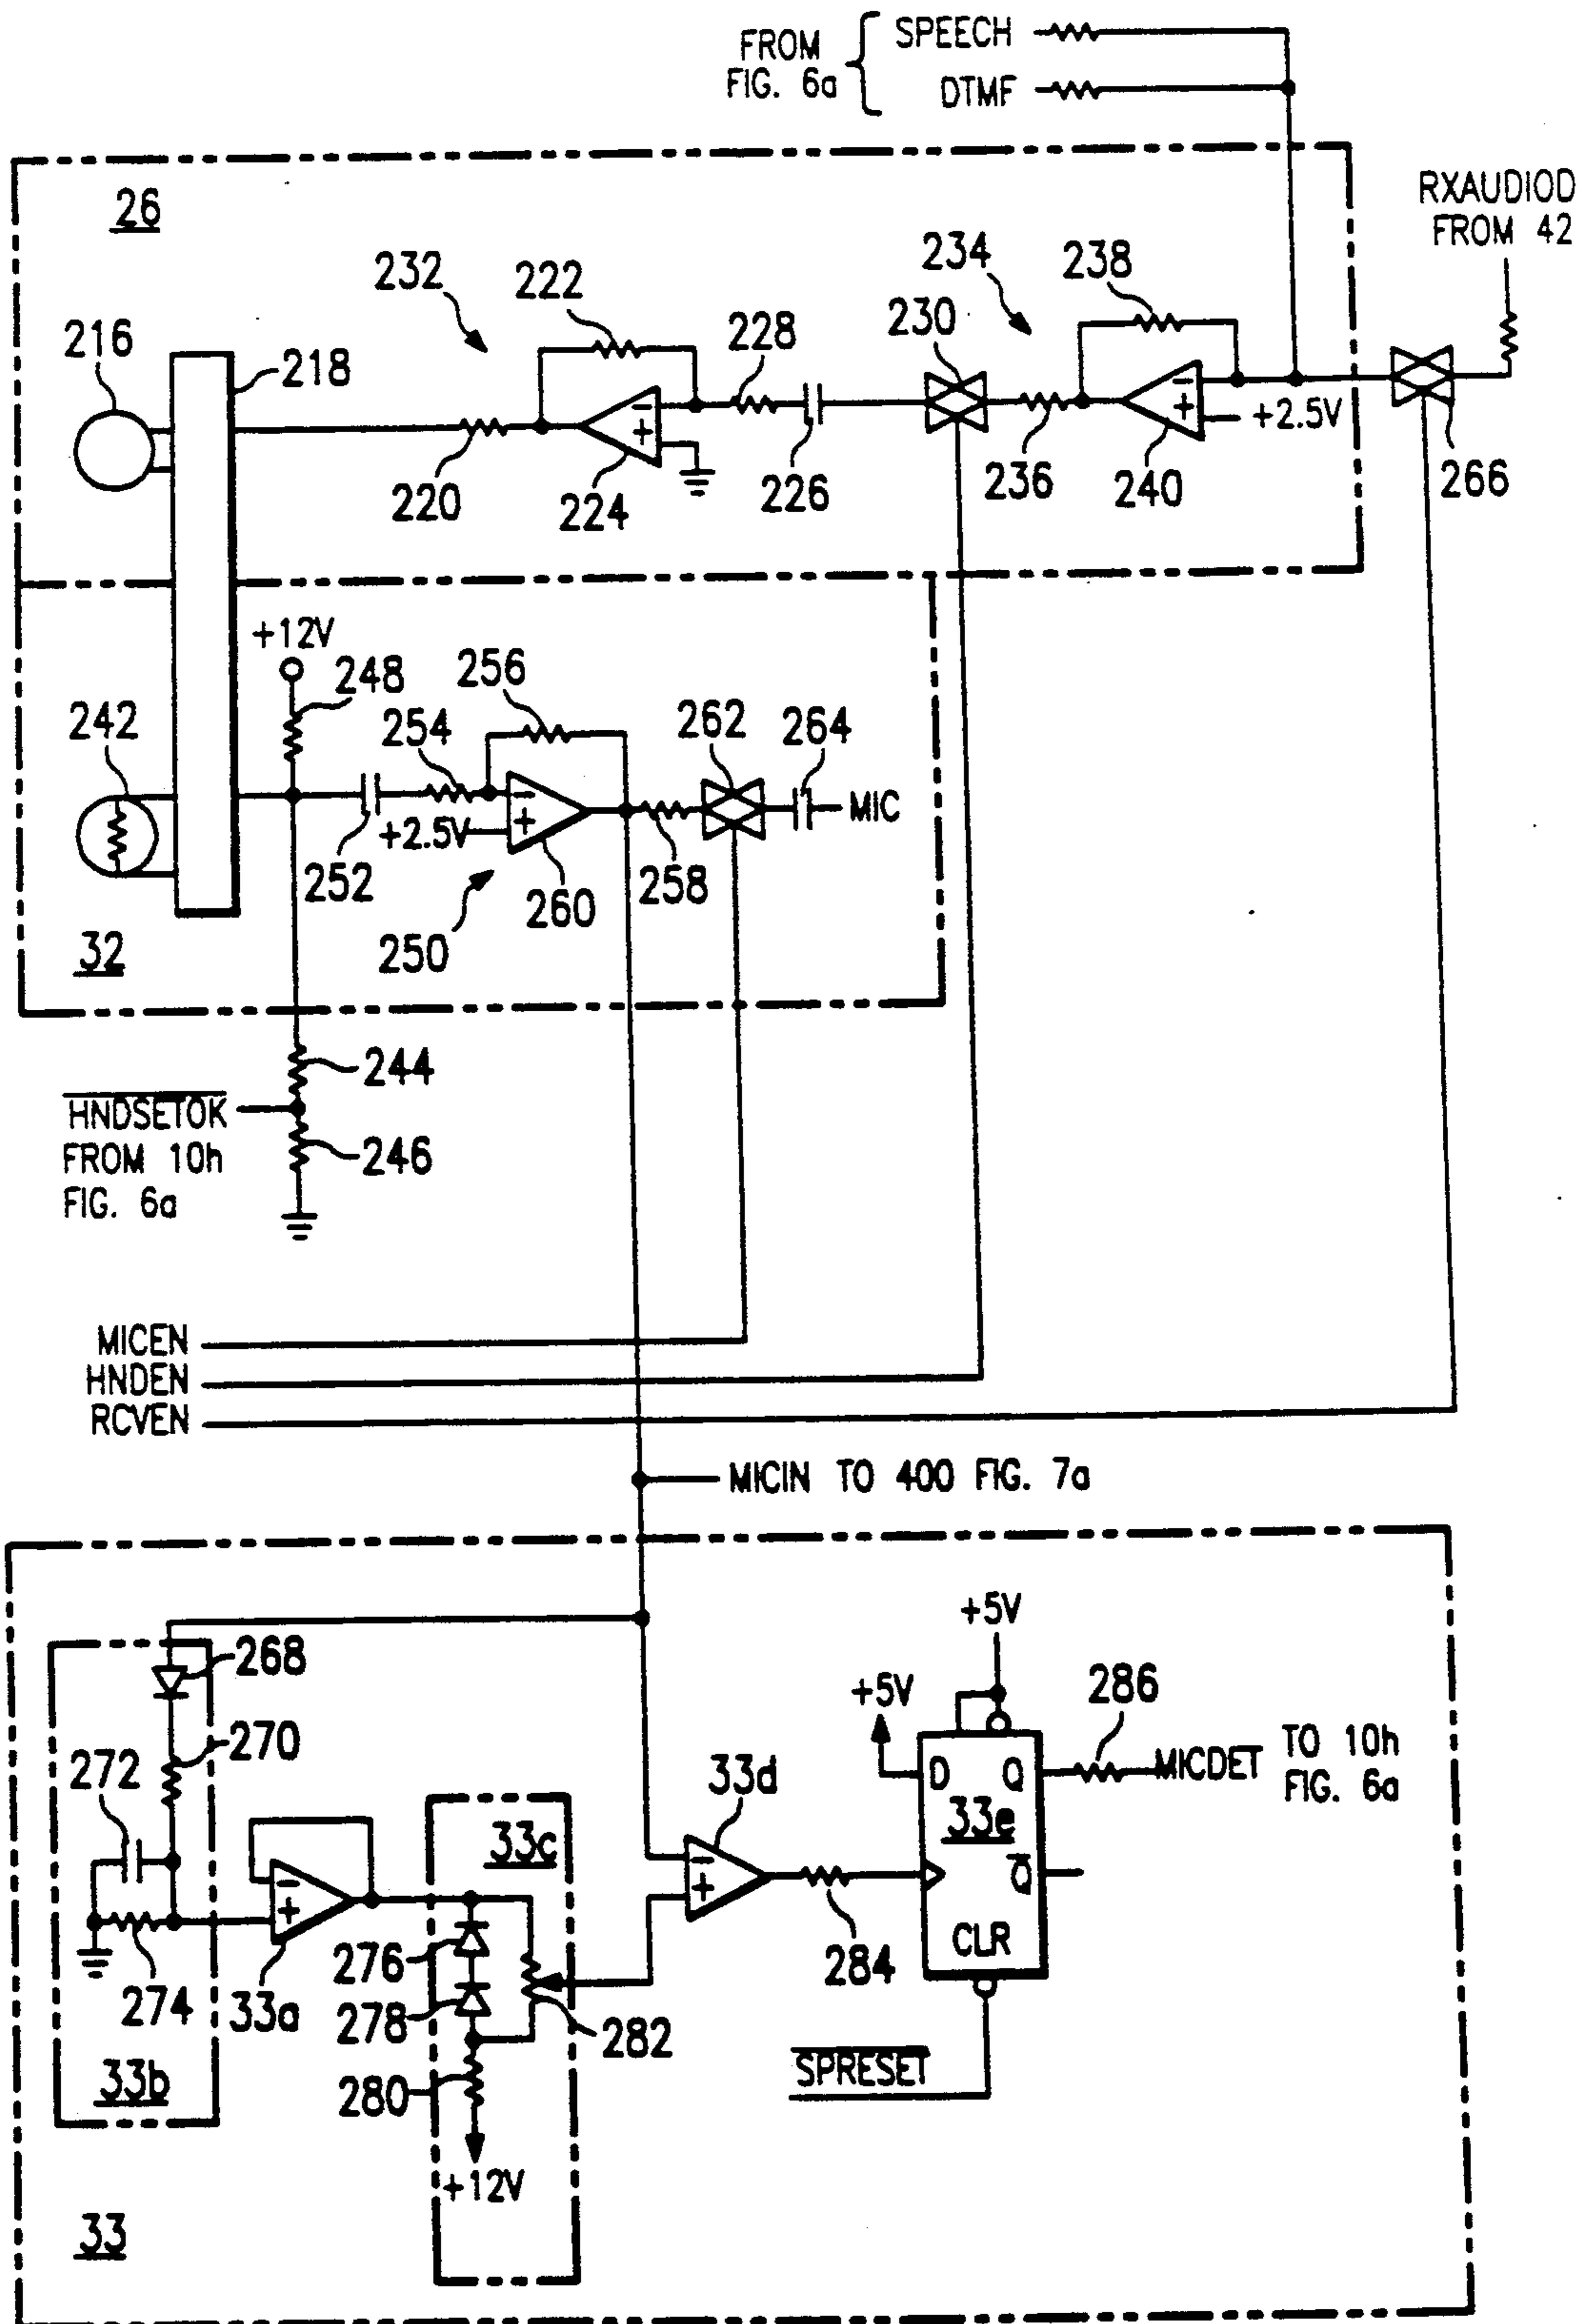 FROM
FIG. 6a
SPEECH
DTMF
RXAUDIOD
FROM 42
26
232
222
228
234
230
238
216
218
+2.5V
220
224
226
236
240
266
+12V
248
256
242
254
262
264
MIC
+2.5V
252
250
260
258
32
244
HNDSETOK
FROM 10h
FIG. 6a
246
MICEN
HNDEN
RCVEN
MICIN TO 400 FIG. 7a
+5V
268
+5V
286
270
272
33d
D
Q
MICDET
TO 10h
FIG. 6a
33c
33e
Q
CLR
276
284
274
33a
278
282
33b
280
SPRESET
+12V
33
-
+
-
+
-
+
-
+
-
+